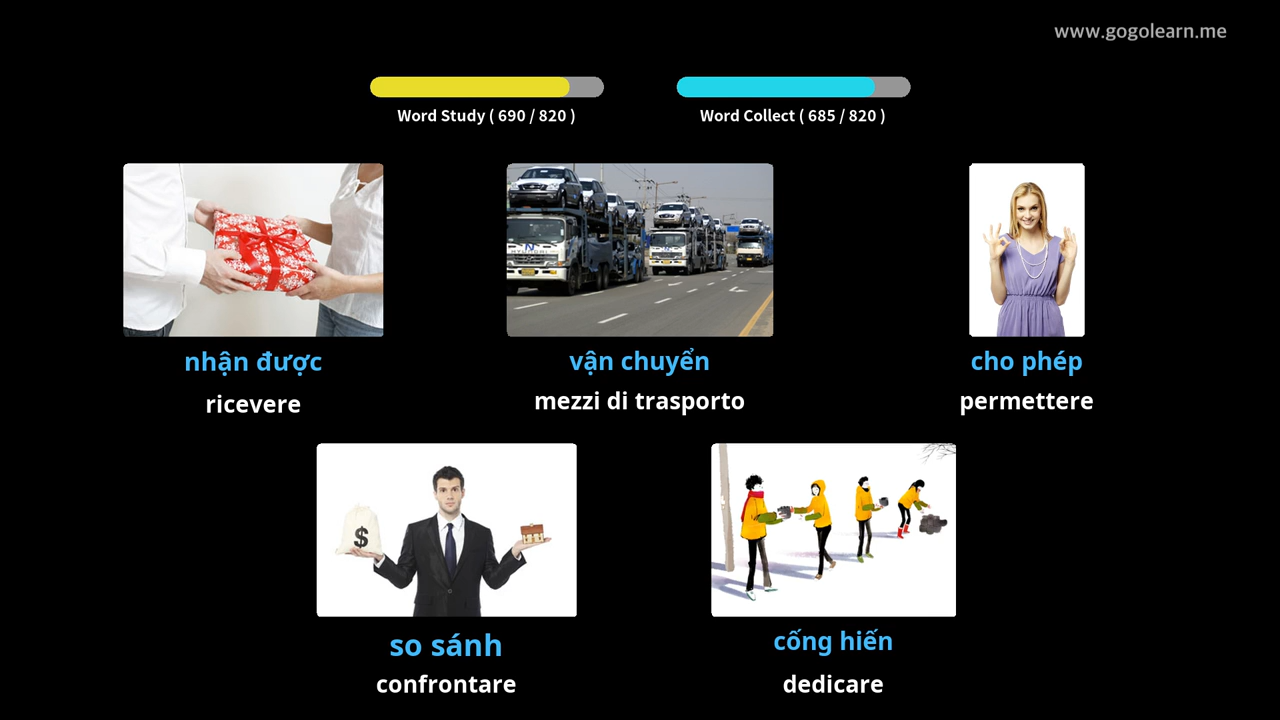 www.gogolearn.me
Word Study ( 690 / 820 )
Word Collect ( 685 / 820 )
nhận được
vận chuyển
cho phép
ricevere
mezzi di trasporto
permettere
$
so sánh
cống hiến
confrontare
dedicare